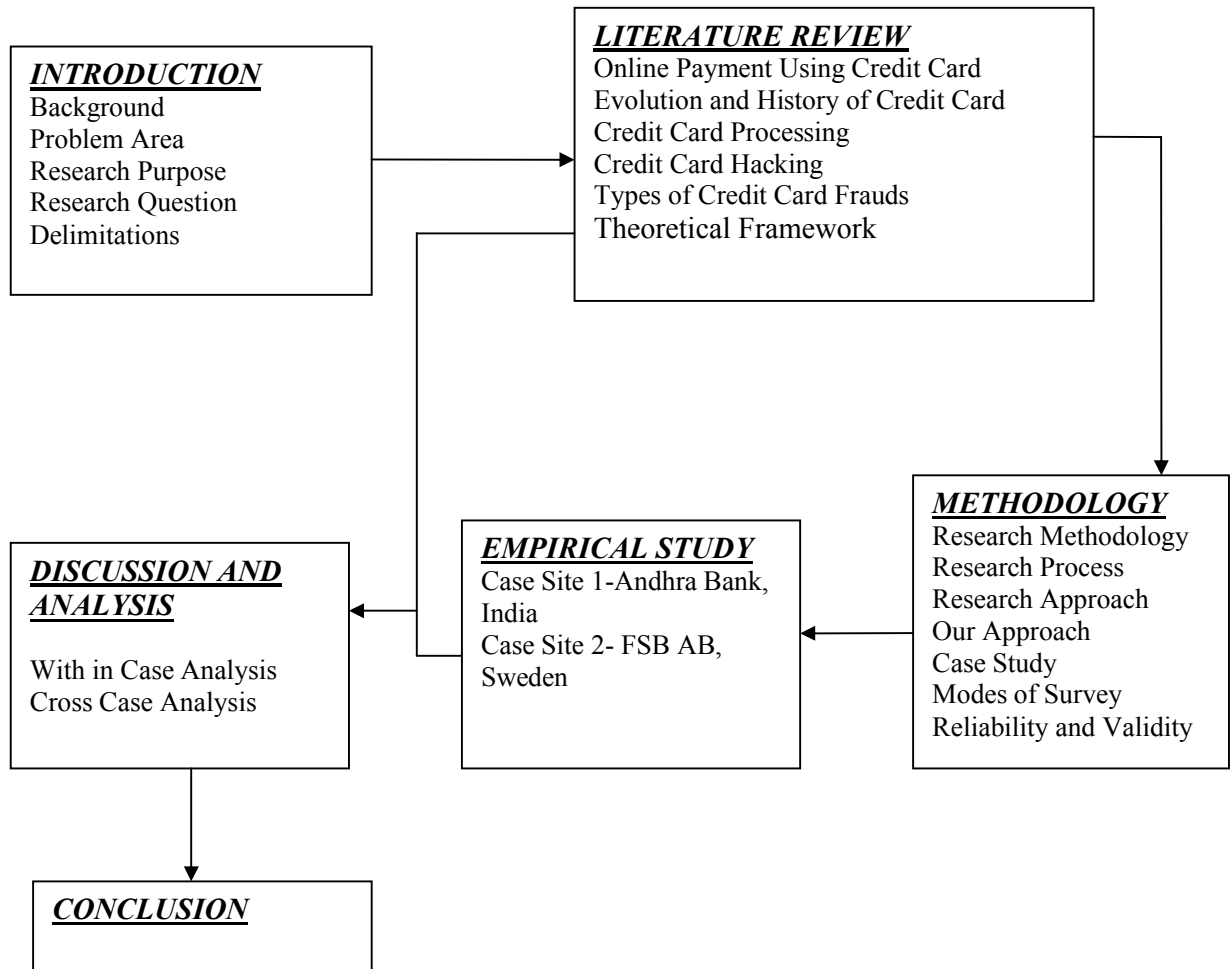 INTRODUCTION
Background
Problem Area
Research Purpose
Research Question
Delimitations
LITERATURE REVIEW
Online Payment Using Credit Card
Evolution and History of Credit Card
Credit Card Processing
Credit Card Hacking
Types of Credit Card Frauds
Theoretical Framework
METHODOLOGY
Research Methodology
Research Process
Research Approach
Our Approach
Case Study
Modes of Survey
Reliability and Validity
EMPIRICAL STUDY
Case Site 1-Andhra Bank,
India
Case Site 2- FSB AB,
Sweden
DISCUSSION AND
ANALYSIS
With in Case Analysis
Cross Case Analysis
CONCLUSION